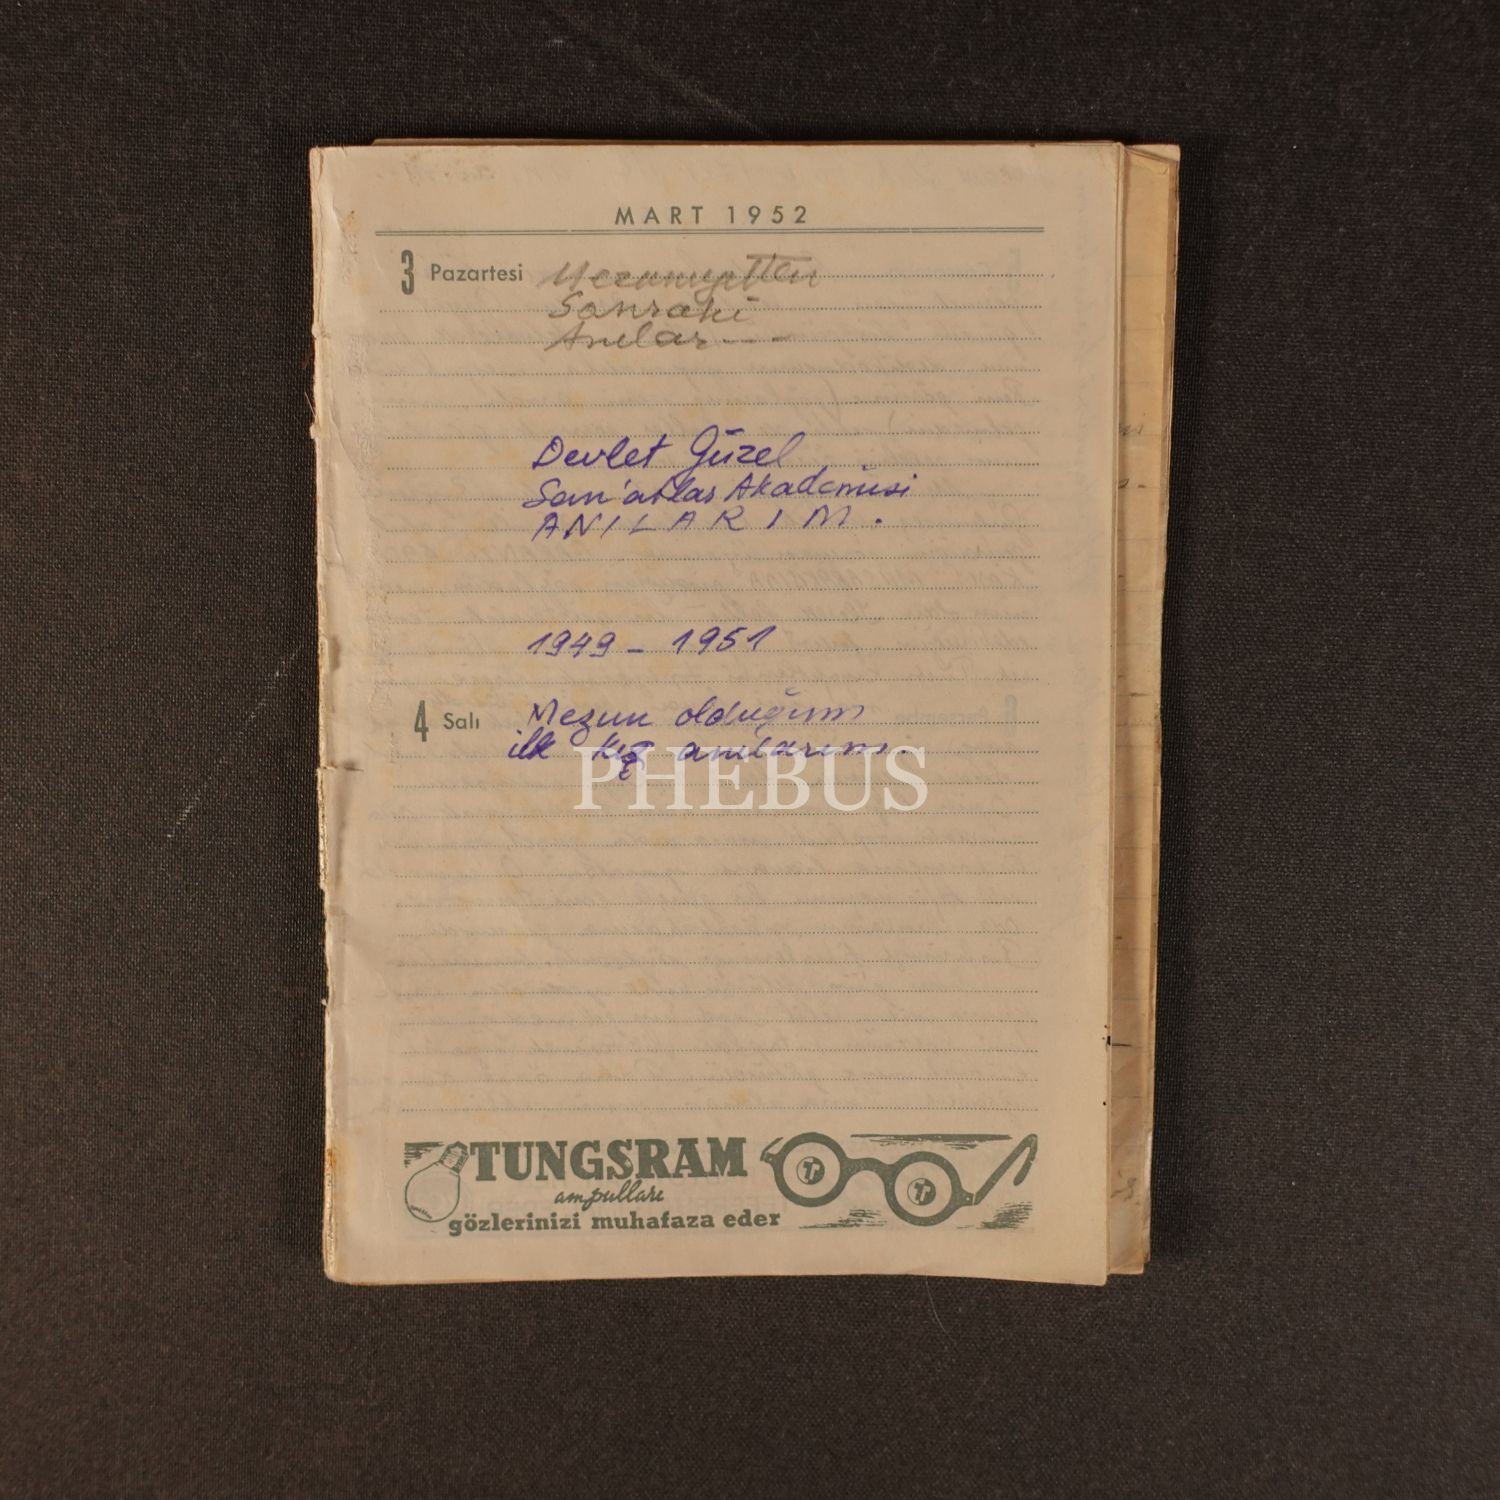 MART 1952
3 Pazartesi Mezuniyetten
Sonraki
Anılar---
Devlet Güzel
San'atlar Akademisi
ANILARIM.
1949 - 1951
4 Salı Mezun olduğum
ilk kış anılarım.
PHEBUS
TUNGSRAM
ampulları
gözlerinizi muhafaza eder